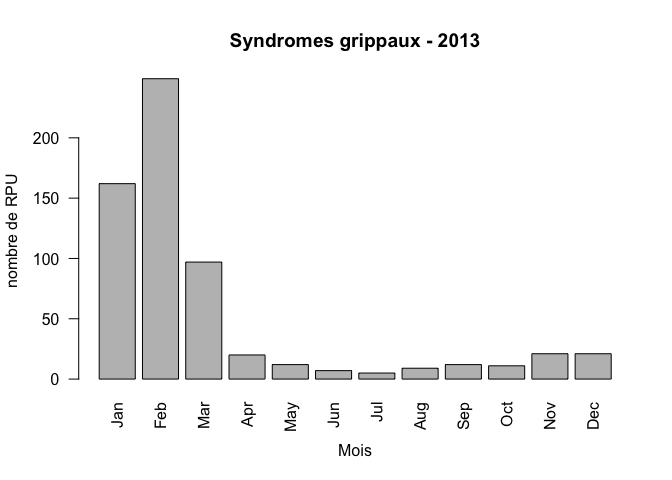 Syndromes grippaux - 2013
nombre de RPU
200
150
100
50
0
Jan
Feb
Mar
Apr
May
Jun
Jul
Aug
Sep
Oct
Nov
Dec
Mois